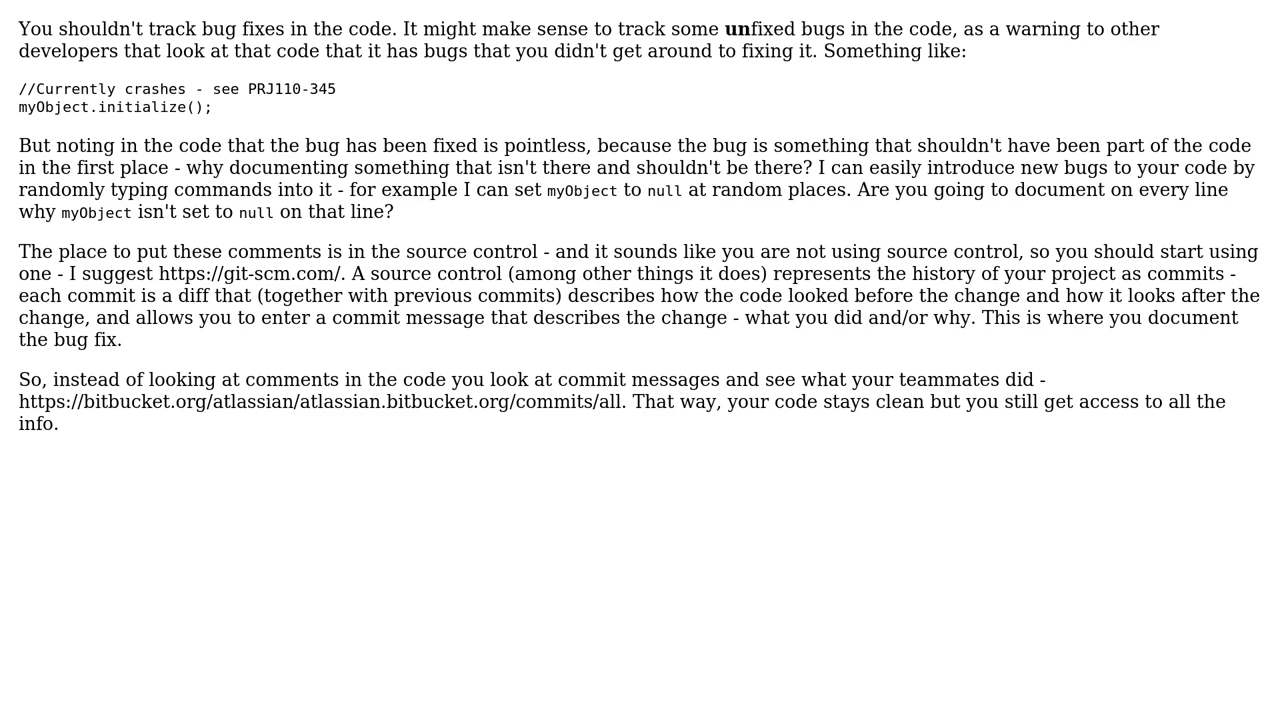 You shouldn't track bug fixes in the code. It might make sense to track some unfixed bugs in the code, as a warning to other
developers that look at that code that it has bugs that you didn't get around to fixing it. Something like:
//Currently crashes - see PRJ110-345
myObject.initialize();
But noting in the code that the bug has been fixed is pointless, because the bug is something that shouldn't have been part of the code
in the first place - why documenting something that isn't there and shouldn't be there? I can easily introduce new bugs to your code by
randomly typing commands into it - for example I can set myObject to null at random places. Are you going to document on every line
why myObject isn't set to null on that line?
The place to put these comments is in the source control - and it sounds like you are not using source control, so you should start using
one - I suggest https://git-scm.com/. A source control (among other things it does) represents the history of your project as commits -
each commit is a diff that (together with previous commits) describes how the code looked before the change and how it looks after the
change, and allows you to enter a commit message that describes the change - what you did and/or why. This is where you document
the bug fix.
So, instead of looking at comments in the code you look at commit messages and see what your teammates did -
https://bitbucket.org/atlassian/atlassian.bitbucket.org/commits/all. That way, your code stays clean but you still get access to all the
info.